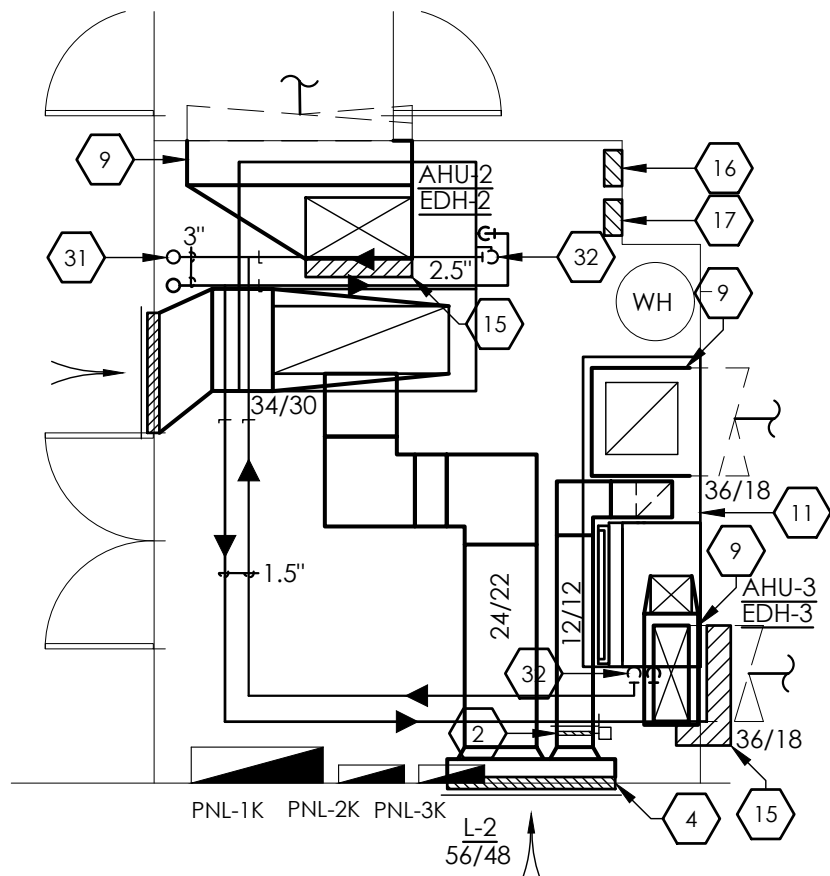 9
16
AHU-2
EDH-2
17
3"
31
32
2.5"
9
WH
15
34/30
36/18
11
9
1.5"
24/22
12/12
AHU-3
EDH-3
32
2
36/18
PNL-1K
PNL-2K
PNL-3K
4
15
L-2
56/48